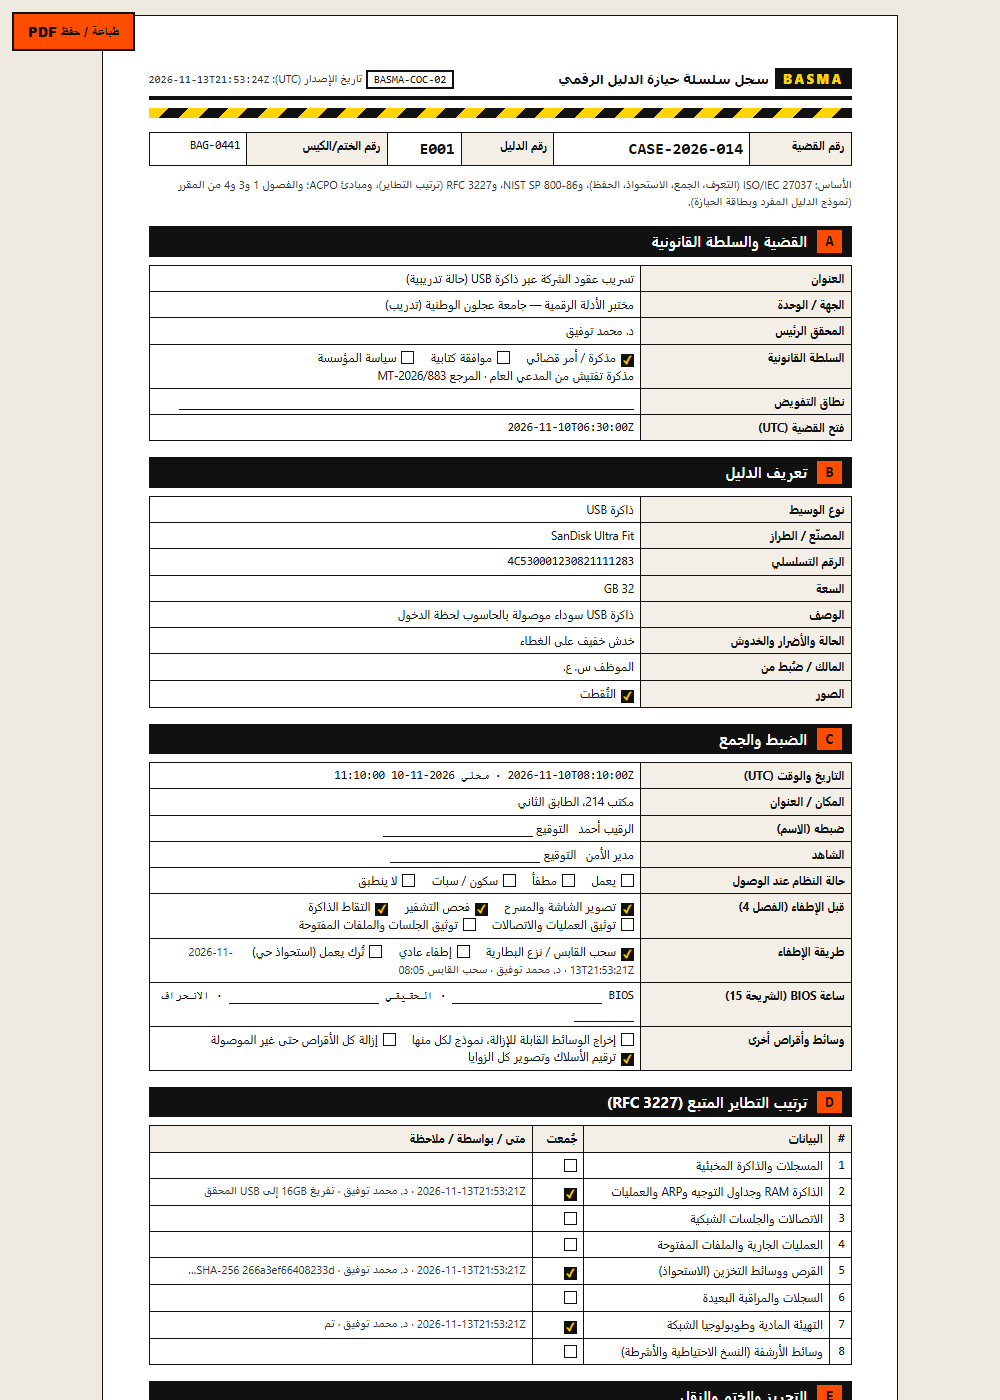 طباعة / حفظ PDF
BASMA سجل سلسلة حيازة الدليل الرقمي
BASMA-COC-02 تاريخ الإصدار (UTC): 2026-11-13T21:53:24Z
رقم القضية CASE-2026-014 رقم الدليل E001 رقم الختم/الكيس BAG-0441
الأساس: ISO/IEC 27037 (التعرف، الجمع، الاستحواذ، الحفظ)، وNIST SP 800-86، وRFC 3227 (ترتيب التطاير)، ومبادئ ACPO؛ والفصول 1 و3 و4 من المقرر
(نموذج الدليل المفرد وبطاقة الحيازة).
A القضية والسلطة القانونية
العنوان تسريب عقود الشركة عبر ذاكرة USB (حالة تدريبية)
الجهة / الوحدة مختبر الأدلة الرقمية — جامعة عجلون الوطنية (تدريب)
المحقق الرئيس د. محمد توفيق
السلطة القانونية مذكرة / أمر قضائي موافقة كتابية سياسة المؤسسة
مذكرة تفتيش من المدعي العام · المرجع MT-2026/883
نطاق التفويض
فتح القضية (UTC) 2026-11-10T06:30:00Z
B تعريف الدليل
نوع الوسيط ذاكرة USB
المصنّع / الطراز SanDisk Ultra Fit
الرقم التسلسلي 4C530001230821111283
السعة 32 GB
الوصف ذاكرة USB سوداء موصولة بالحاسوب لحظة الدخول
الحالة والأضرار والخدوش خدش خفيف على الغطاء
المالك / ضُبط من الموظف س. ع.
الصور التُقطت
C الضبط والجمع
التاريخ والوقت (UTC) 2026-11-10T08:10:00Z · محلي 2026-11-10 11:10:00
المكان / العنوان مكتب 214، الطابق الثاني
ضبطه (الاسم) الرقيب أحمد التوقيع
الشاهد مدير الأمن التوقيع
حالة النظام عند الوصول يعمل مطفأ سكون / سبات لا ينطبق
قبل الإطفاء (الفصل 4) تصوير الشاشة والمسرح فحص التشفير التقاط الذاكرة
توثيق العمليات والاتصالات توثيق الجلسات والملفات المفتوحة
طريقة الإطفاء سحب القابس / نزع البطارية إطفاء عادي تُرك يعمل (استحواذ حي) 2026-11-
13T21:53:21Z · د. محمد توفيق · سحب القابس 08:05
ساعة BIOS (الشريحة 15) BIOS · الحقيقي · الانحراف
وسائط وأقراص أخرى إخراج الوسائط القابلة للإزالة، نموذج لكل منها إزالة كل الأقراص حتى غير الموصولة
ترقيم الأسلاك وتصوير كل الزوايا
D ترتيب التطاير المتبع (RFC 3227)
# البيانات جُمعت متى / بواسطة / ملاحظة
1 المسجلات والذاكرة المخبئية
2 الذاكرة RAM وجداول التوجيه وARP والعمليات 2026-11-13T21:53:21Z · د. محمد توفيق · تفريغ 16GB إلى USB المحقق
3 الاتصالات والجلسات الشبكية
4 العمليات الجارية والملفات المفتوحة
5 القرص ووسائط التخزين (الاستحواذ) 2026-11-13T21:53:21Z · د. محمد توفيق · SHA-256 266a3ef66408233d...
6 السجلات والمراقبة البعيدة
7 التهيئة المادية وطوبولوجيا الشبكة 2026-11-13T21:53:21Z · د. محمد توفيق · تم
8 وسائط الأرشفة (النسخ الاحتياطية والأشرطة)
E التحريز والختم والنقل